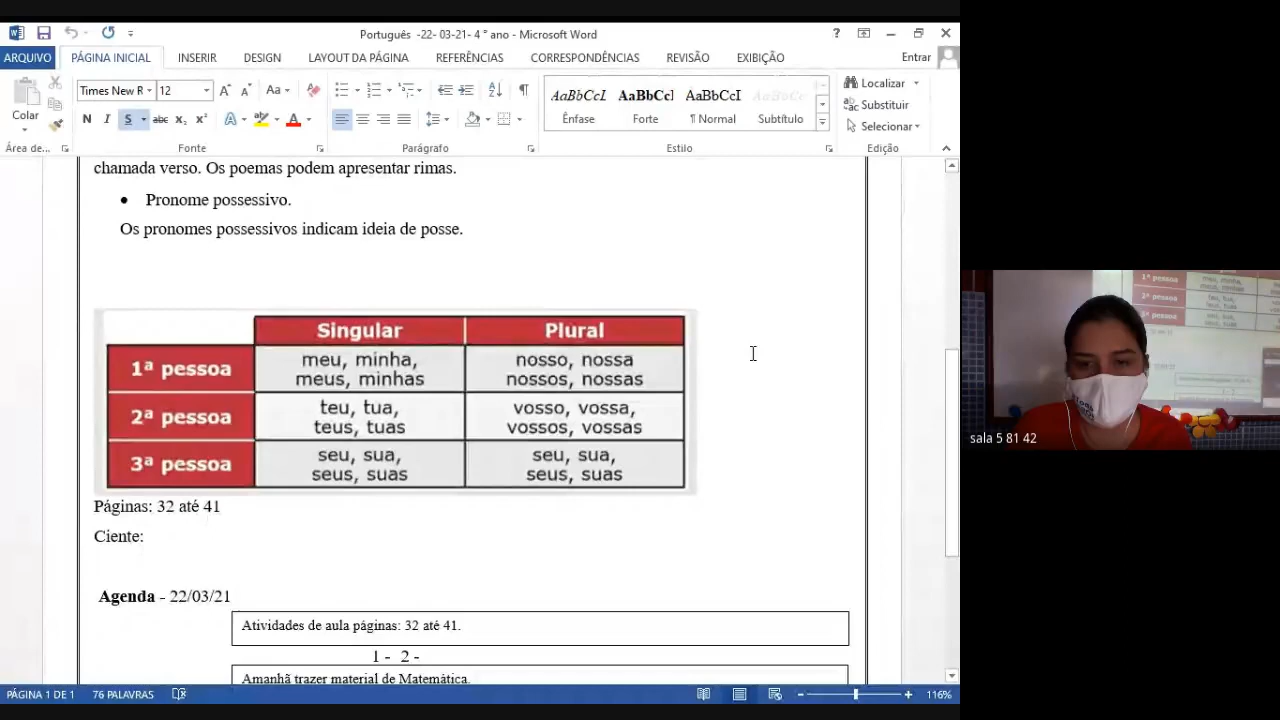 Português -22- 03-21- 4 ° ano - Microsoft Word
ARQUIVO PÁGINA INICIAL INSERIR DESIGN LAYOUT DA PÁGINA REFERÊNCIAS CORRESPONDÊNCIAS REVISÃO EXIBIÇÃO Entrar
Times New R 12 Aa
Colar
N I S abc x₂ x² A ab A
AaBbCcI AaBbCcI AaBbCcI AaBbCc
Ênfase Forte ¶ Normal Subtítulo
Localizar
Substituir
Selecionar
Área de... Fonte Parágrafo Estilo Edição
chamada verso. Os poemas podem apresentar rimas.
• Pronome possessivo.
Os pronomes possessivos indicam ideia de posse.
Singular Plural
1ª pessoa meu, minha, meus, minhas nosso, nossa nossos, nossas
2ª pessoa teu, tua, teus, tuas vosso, vossa, vossos, vossas
3ª pessoa seu, sua, seus, suas seu, sua, seus, suas
Páginas: 32 até 41
Ciente:
Agenda - 22/03/21
Atividades de aula páginas: 32 até 41.
1 - 2 -
Amanhã trazer material de Matemática.
PÁGINA 1 DE 1 76 PALAVRAS 116%
sala 5 81 42